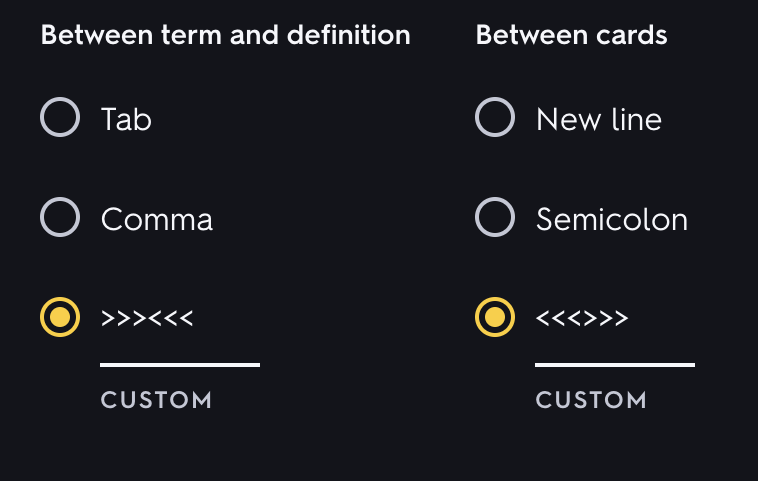 Between term and definition
Tab
Comma
>>><<<
CUSTOM
Between cards
New line
Semicolon
<<<>>>
CUSTOM